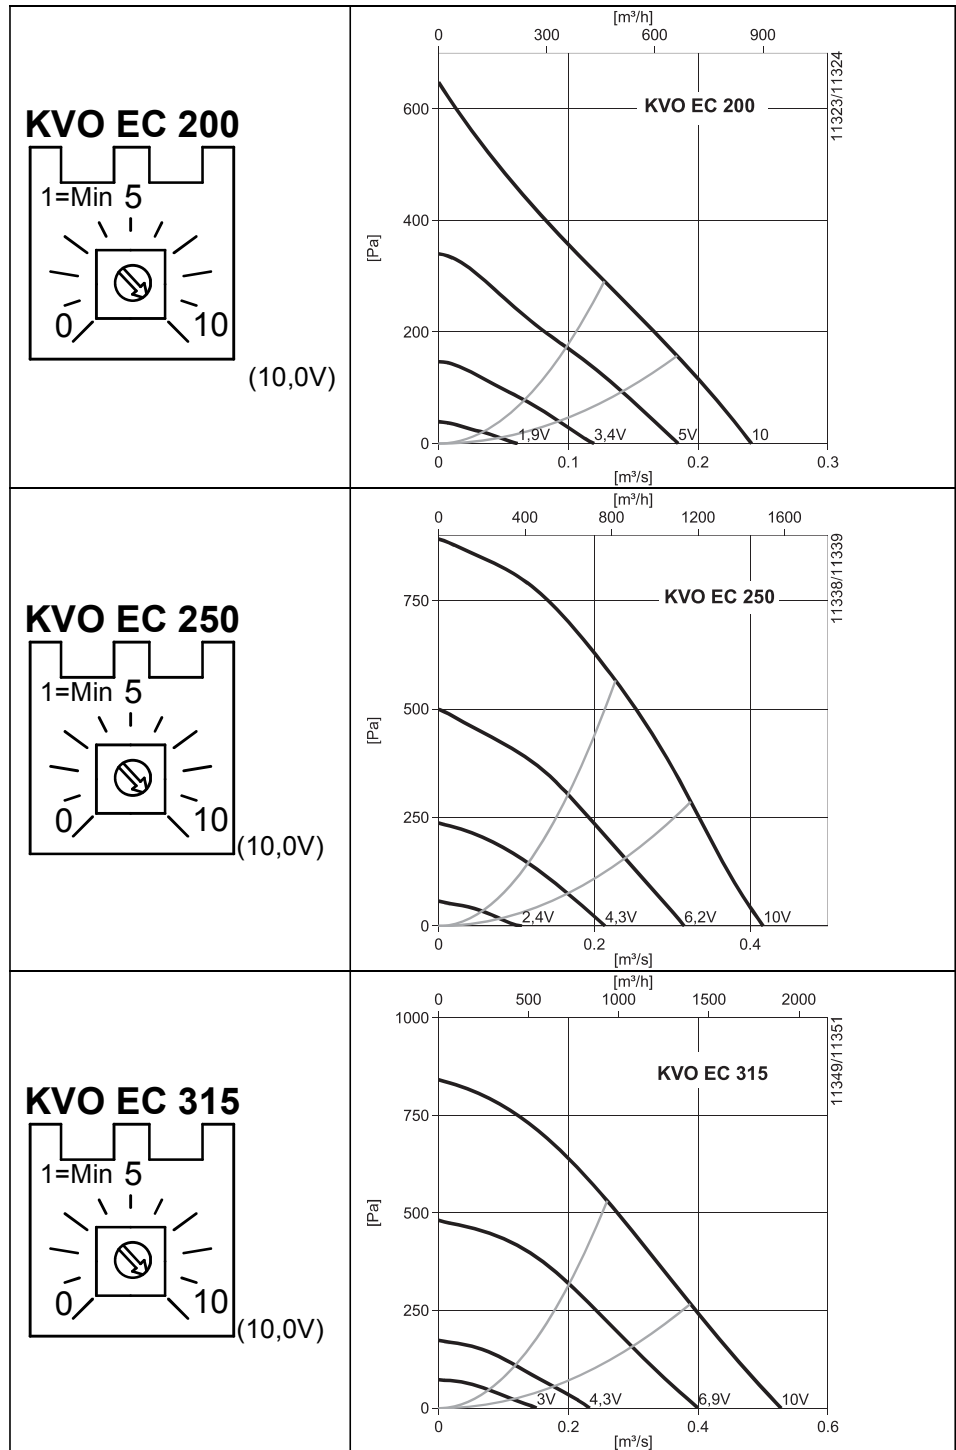 KVO EC 200
1=Min 5
0
10
(10,0V)
[m³/h]
0 300 600 900
600
400
200
0
[Pa]
KVO EC 200
11323/11324
1,9V 3,4V 5V 10
0 0.1 0.2 0.3
[m³/s]
KVO EC 250
1=Min 5
0
10
(10,0V)
[m³/h]
0 400 800 1200 1600
750
500
250
0
[Pa]
KVO EC 250
11338/11339
2,4V 4,3V 6,2V 10V
0 0.2 0.4
[m³/s]
KVO EC 315
1=Min 5
0
10
(10,0V)
[m³/h]
0 500 1000 1500 2000
1000
750
500
250
0
[Pa]
KVO EC 315
11349/11351
3V 4,3V 6,9V 10V
0 0.2 0.4 0.6
[m³/s]